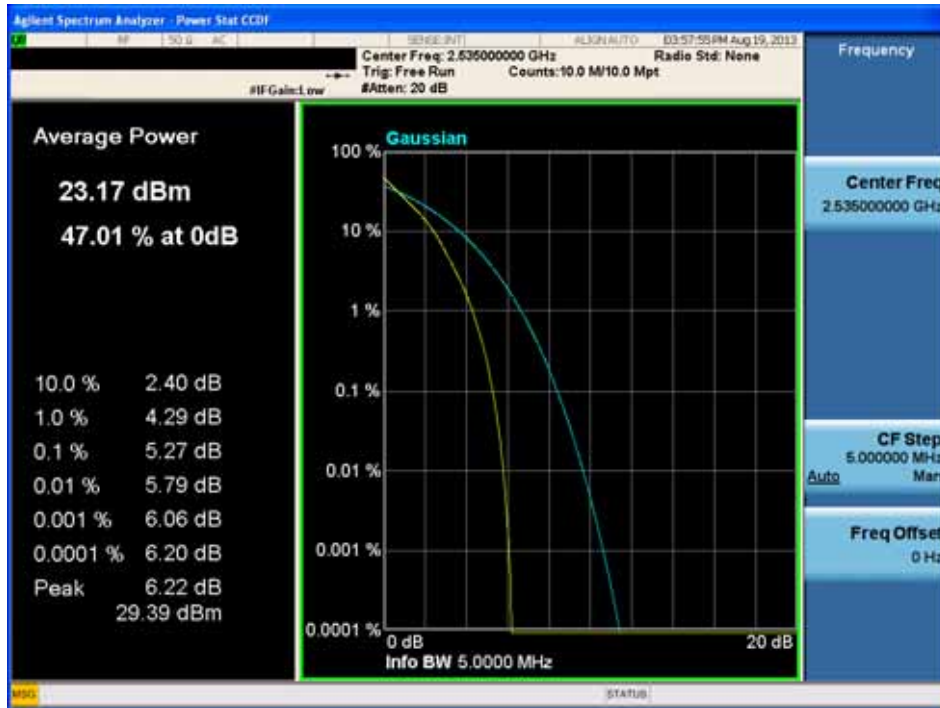 Agilent Spectrum Analyzer - Power Stat CCDF
RF 50 Ω AC SENSE:INT ALIGN AUTO 03:57:55 PM Aug 19, 2013
Center Freq: 2.535000000 GHz Radio Std: None
Trig: Free Run Counts:10.0 M/10.0 Mpt
#IFGain:Low #Atten: 20 dB
Average Power
23.17 dBm
47.01 % at 0dB
10.0 % 2.40 dB
1.0 % 4.29 dB
0.1 % 5.27 dB
0.01 % 5.79 dB
0.001 % 6.06 dB
0.0001 % 6.20 dB
Peak 6.22 dB
29.39 dBm
Gaussian
100 %
10 %
1 %
0.1 %
0.01 %
0.001 %
0.0001 %
0 dB 20 dB
Info BW 5.0000 MHz
Frequency
Center Freq
2.535000000 GHz
CF Step
5.000000 MHz
Auto Man
Freq Offset
0 Hz
MSG STATUS